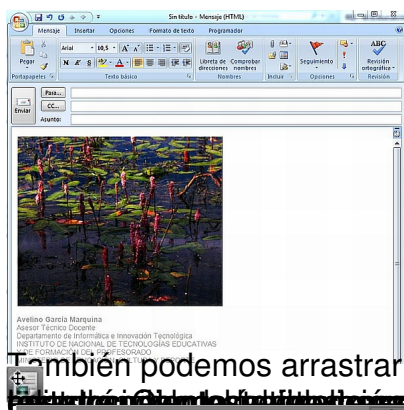 Sin título - Mensaje (HTML)
Mensaje Insertar Opciones Formato de texto Programador
Pegar
Arial 10,5
N K S
Libreta de direcciones
Comprobar nombres
Seguimiento
Revisión ortográfica
Portapapeles Texto básico Nombres Incluir Opciones Revisión
Enviar
Para...
CC...
Asunto:
Avelino García Marquina
Asesor Técnico Docente
Departamento de Informática e Innovación Tecnológica
INSTITUTO DE NACIONAL DE TECNOLOGÍAS EDUCATIVAS
Y DE FORMACIÓN DEL PROFESORADO
También podemos arrastrar